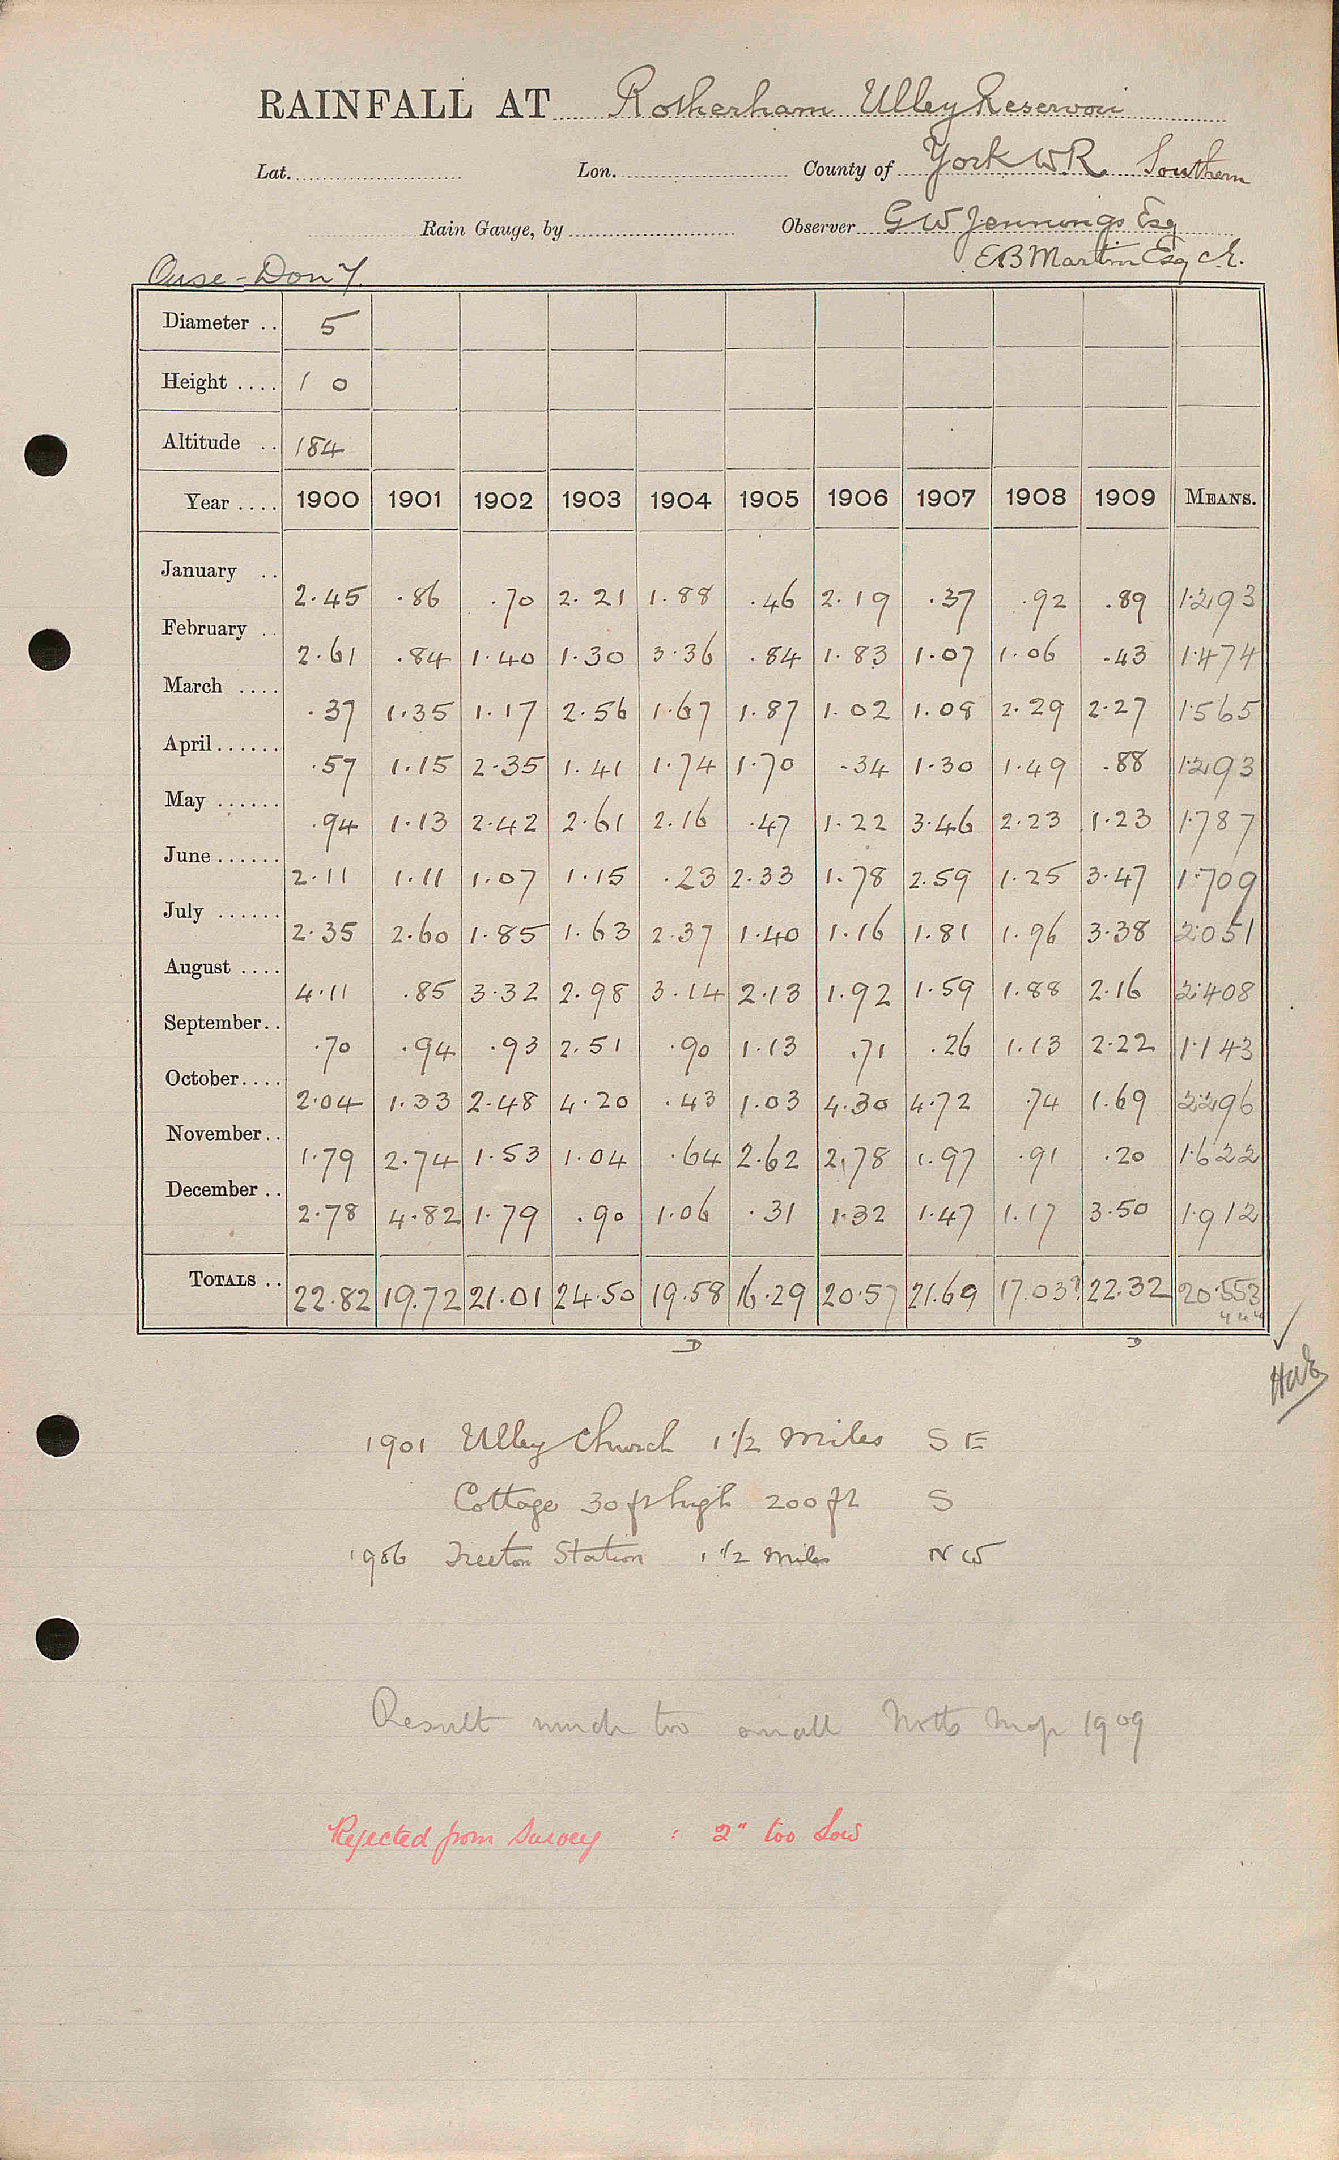 RAINFALL AT Rotherham Ulley Reservoir
Lat. Lon. County of York WR Southern
Rain Gauge, by Observer G W Jennings Esq
E B Martin Esq C.E.
Ouse - Don Y.
Diameter .. 5
Height .... 1 0
Altitude .. 184
Year .... 1900 1901 1902 1903 1904 1905 1906 1907 1908 1909 MEANS.
January .. 2.45 .86 .70 2.21 1.88 .46 2.19 .37 .92 .89 1.293
February .. 2.61 .84 1.40 1.30 3.36 .84 1.83 1.07 1.06 .43 1.474
March .... .37 1.35 1.17 2.56 1.67 1.87 1.02 1.08 2.29 2.27 1.565
April ...... .57 1.15 2.35 1.41 1.74 1.70 .34 1.30 1.49 .88 1.293
May ...... .94 1.13 2.42 2.61 2.16 .47 1.22 3.46 2.23 1.23 1.787
June ...... 2.11 1.11 1.07 1.15 .23 2.33 1.78 2.59 1.25 3.47 1.709
July ...... 2.35 2.60 1.85 1.63 2.37 1.40 1.16 1.81 1.96 3.38 2.051
August .... 4.11 .85 3.32 2.98 3.14 2.13 1.92 1.59 1.88 2.16 2.408
September.. .70 .94 .93 2.51 .90 1.13 .71 .26 1.13 2.22 1.143
October.... 2.04 1.33 2.48 4.20 .43 1.03 4.30 4.72 .74 1.69 2.296
November.. 1.79 2.74 1.53 1.04 .64 2.62 2.78 1.97 .91 .20 1.622
December .. 2.78 4.82 1.79 .90 1.06 .31 1.32 1.47 1.17 3.50 1.912
TOTALS .. 22.82 19.72 21.01 24.50 19.58 16.29 20.57 21.69 17.03? 22.32 20.553
D D
1901 Ulley Church 1 1/2 miles S E
Cottage 30 ft high 200 ft S
1906 Treeton Station 1 1/2 miles N W
Result much too small Notts Map 1909
Rejected from Survey : 2" too low